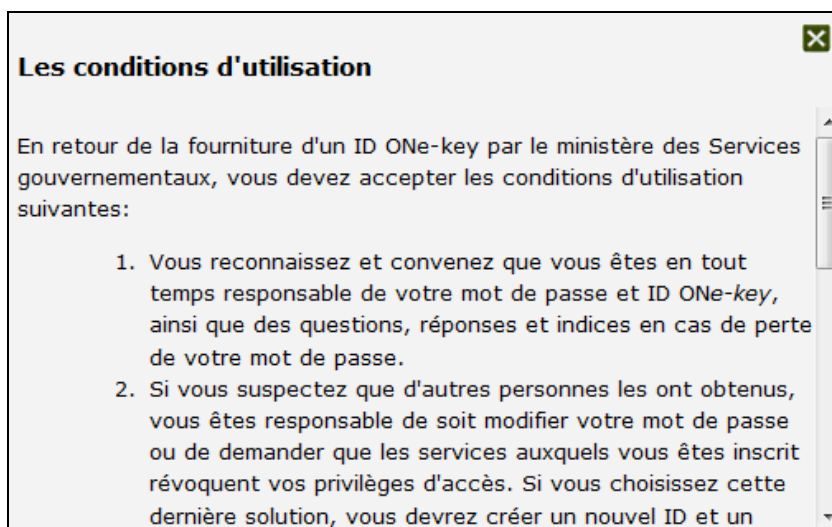 Les conditions d'utilisation
En retour de la fourniture d'un ID ONe-key par le ministère des Services
gouvernementaux, vous devez accepter les conditions d'utilisation
suivantes:
1. Vous reconnaissez et convenez que vous êtes en tout
temps responsable de votre mot de passe et ID ONe-key,
ainsi que des questions, réponses et indices en cas de perte
de votre mot de passe.
2. Si vous suspectez que d'autres personnes les ont obtenus,
vous êtes responsable de soit modifier votre mot de passe
ou de demander que les services auxquels vous êtes inscrit
révoquent vos privilèges d'accès. Si vous choisissez cette
dernière solution, vous devrez créer un nouvel ID et un